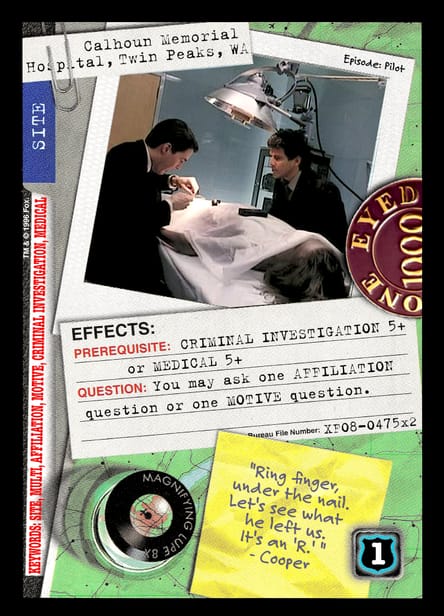 Calhoun Memorial
Hospital, Twin Peaks, WA
Episode: Pilot
SITE
TM & © 1996 Fox.
KEYWORDS: SITE, MULTI, AFFILIATION, MOTIVE, CRIMINAL INVESTIGATION, MEDICAL
ONE EYED
1000
EFFECTS:
PREREQUISITE: CRIMINAL INVESTIGATION 5+
or MEDICAL 5+
QUESTION: You may ask one AFFILIATION
question or one MOTIVE question.
Bureau File Number: XF08-0475x2
MAGNIFYING LUPE 8X
"Ring finger,
under the nail.
Let's see what
he left us.
It's an 'R.' "
- Cooper
1